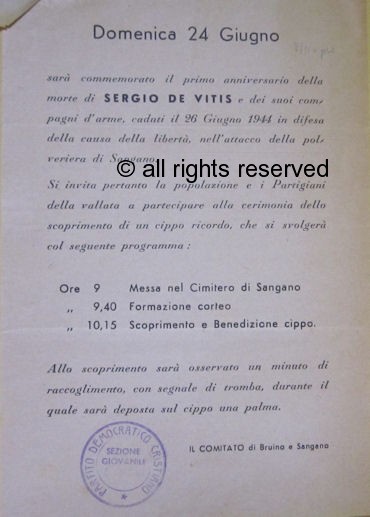 Domenica 24 Giugno
sarà commemorato il primo anniversario della
morte di SERGIO DE VITIS e dei suoi com-
pagni d'arme, caduti il 26 Giugno 1944 in difesa
della causa della libertà, nell'attacco della pol-
veriera di Sangano.
© all rights reserved
Si invita pertanto la popolazione e i Partigiani
della vallata a partecipare alla cerimonia dello
scoprimento di un cippo ricordo, che si svolgerà
col seguente programma :
Ore 9 Messa nel Cimitero di Sangano
„ 9,40 Formazione corteo
„ 10,15 Scoprimento e Benedizione cippo.
Allo scoprimento sarà osservato un minuto di
raccoglimento, con segnale di tromba, durante il
quale sarà deposta sul cippo una palma.
IL COMITATO di Bruino e Sangano
PARTITO DEMOCRATICO CRISTIANO
SEZIONE
GIOVANILE